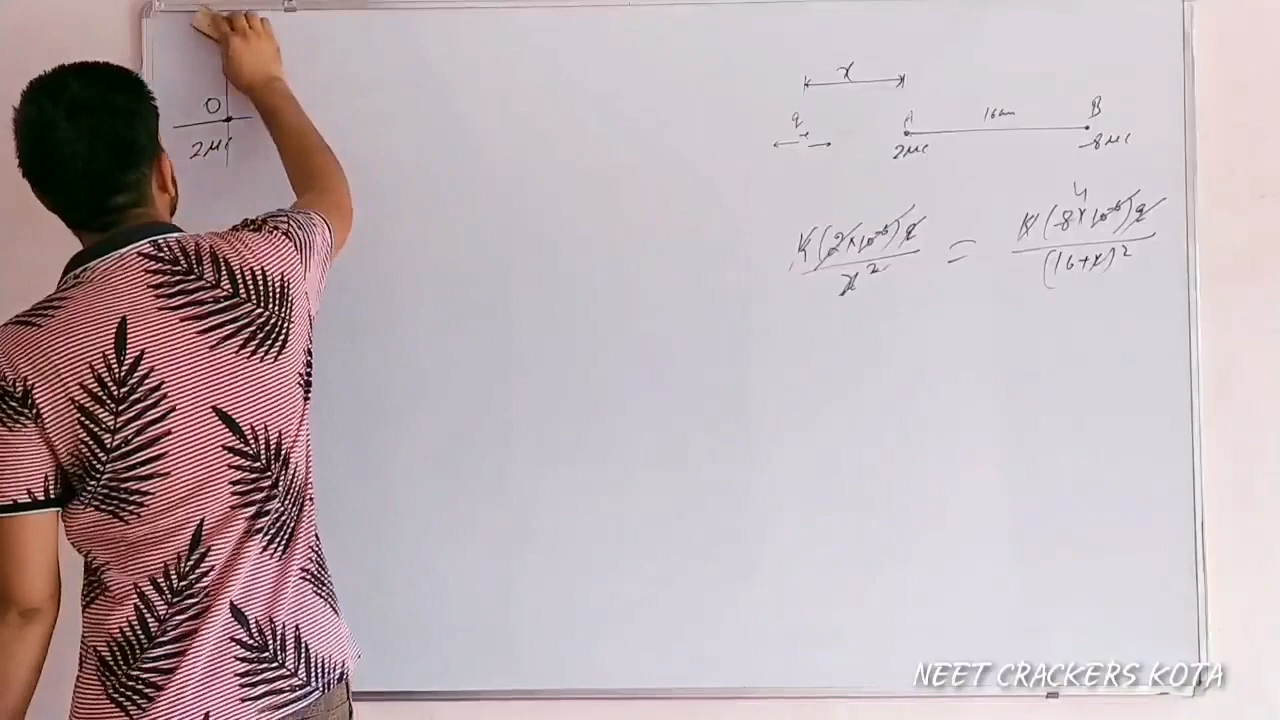 O
2μC
x
q
A 16cm B
2μC -8μC
K(2×10⁻⁶)q / x² = K(-8×10⁻⁶)q / (16+x)²
4
NEET CRACKERS KOTA